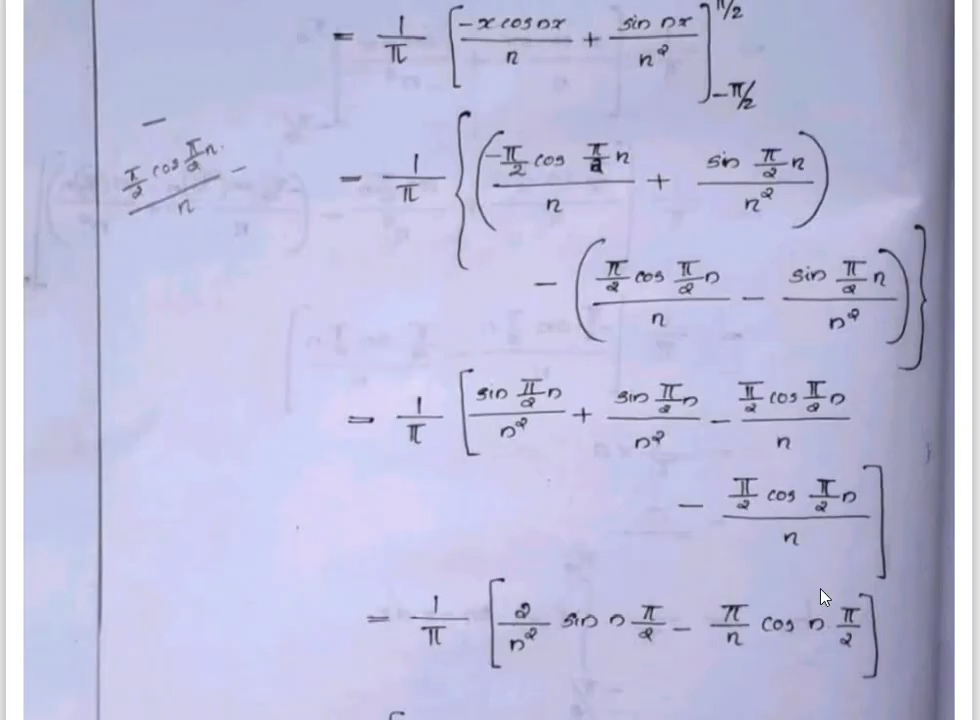 = 1/π [ -x cos nx / n + sin nx / n² ] π/2 -π/2
-
π/2 cos π/2 n / n -
= 1/π { ( -π/2 cos π/2 n / n + sin π/2 n / n² )
- ( π/2 cos π/2 n / n - sin π/2 n / n² ) }
= 1/π [ sin π/2 n / n² + sin π/2 n / n² - π/2 cos π/2 n / n
- π/2 cos π/2 n / n ]
= 1/π [ 2/n² sin n π/2 - π/n cos n π/2 ]